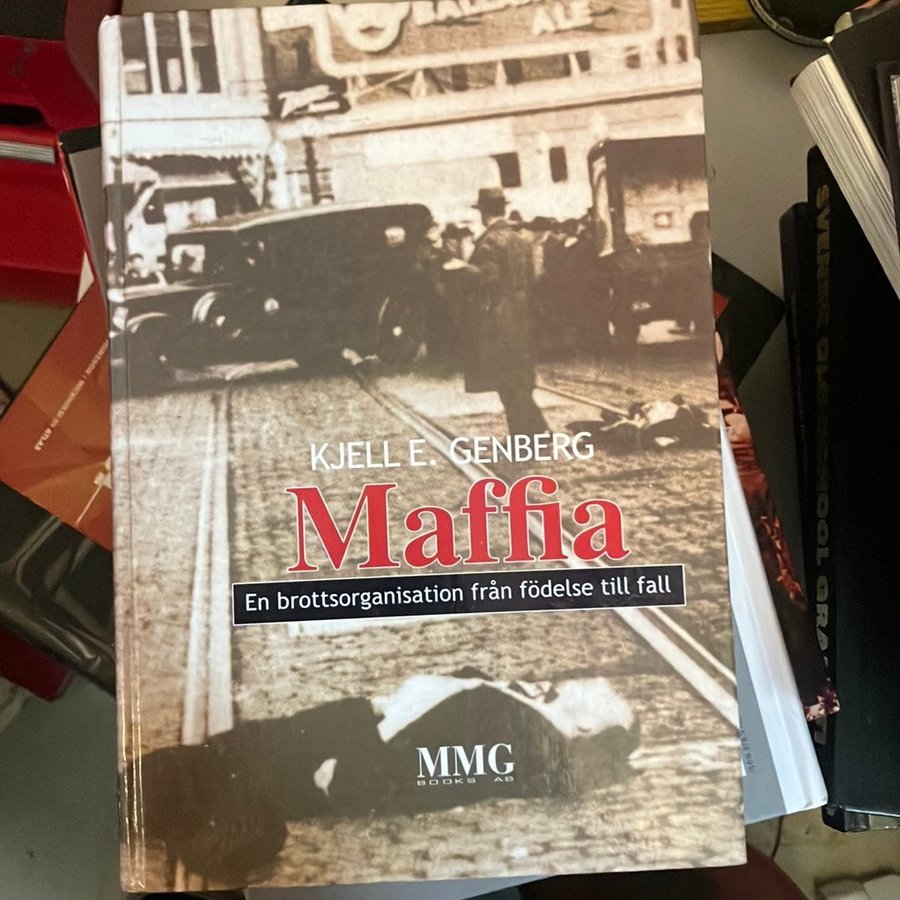 ALE
KJELL E. GENBERG
Maffia
En brottsorganisation från födelse till fall
MMG
BOOKS AB